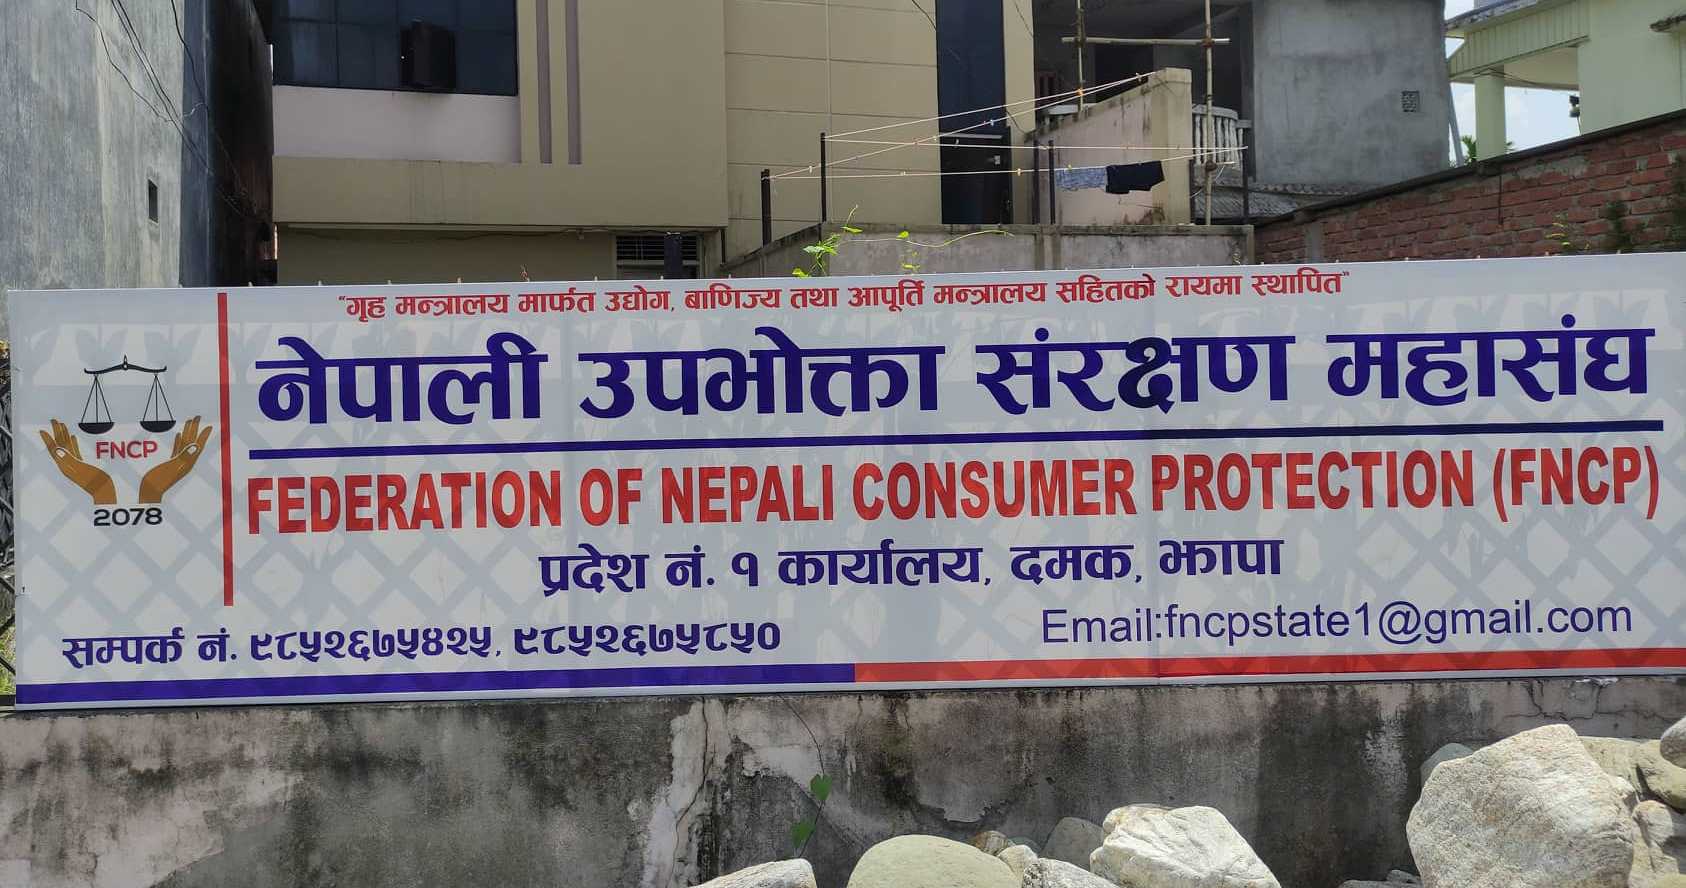 "गृह मन्त्रालय मार्फत उद्योग, बाणिज्य तथा आपूर्ति मन्त्रालय सहितको रायमा स्थापित"
नेपाली उपभोक्ता संरक्षण महासंघ
FNCP
2078
FEDERATION OF NEPALI CONSUMER PROTECTION (FNCP)
प्रदेश नं. १ कार्यालय, दमक, झापा
सम्पर्क नं. ९८५२६७५४२५, ९८५२६७५८५०
Email:fncpstate1@gmail.com